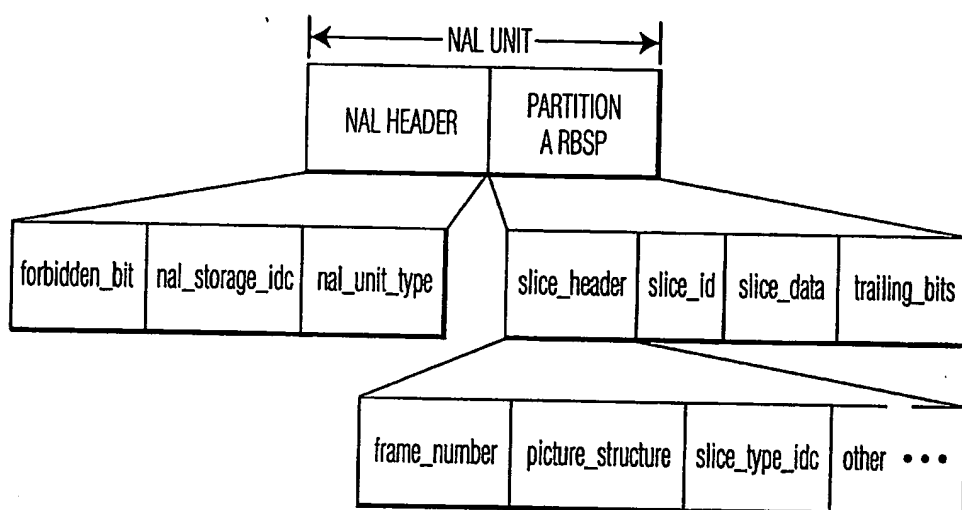 NAL UNIT
NAL HEADER
PARTITION
A RBSP
forbidden_bit
nal_storage_idc
nal_unit_type
slice_header
slice_id
slice_data
trailing_bits
frame_number
picture_structure
slice_type_idc
other •••